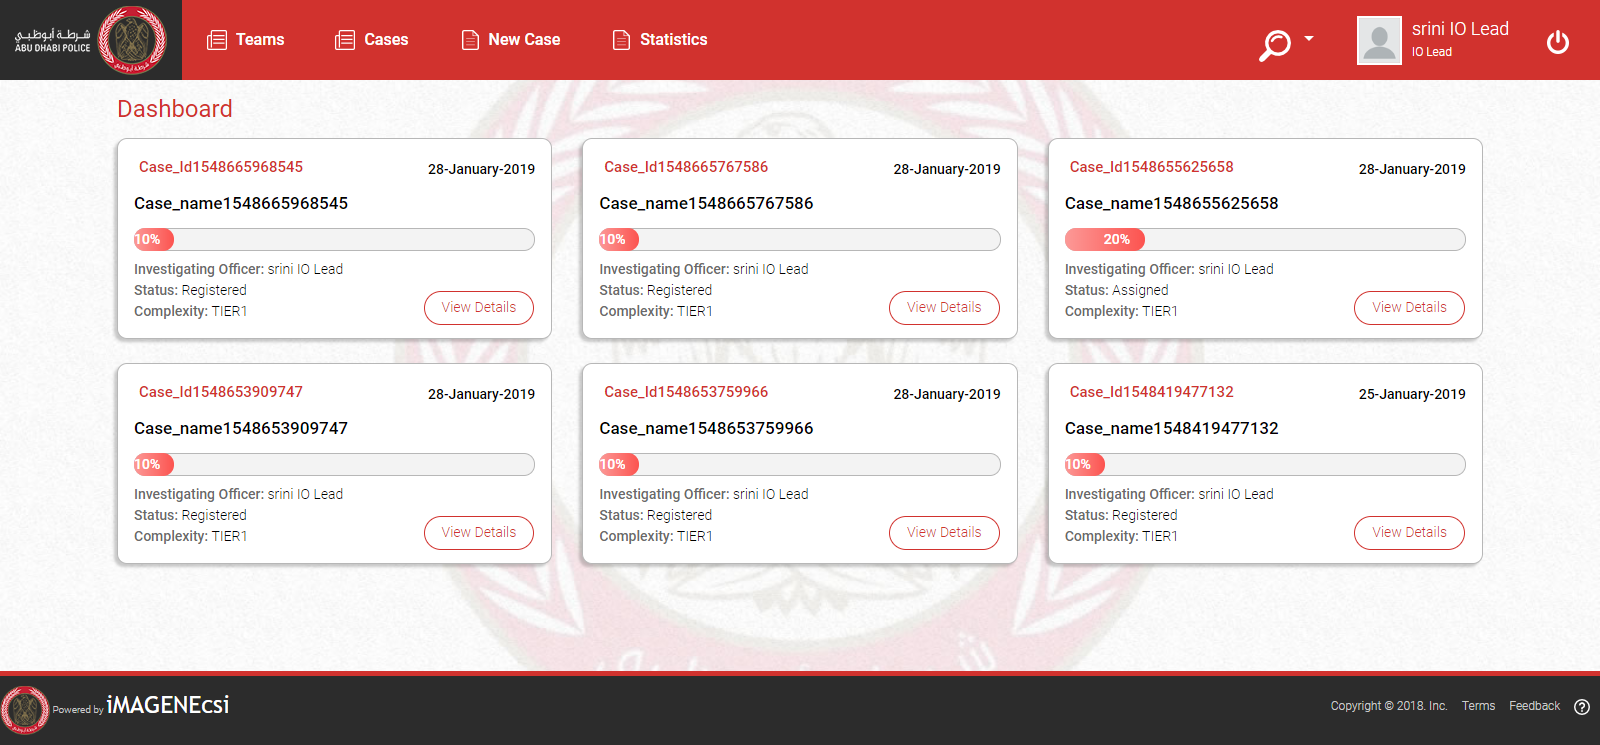 شرطة أبوظبي
ABU DHABI POLICE
شرطة أبوظبي
Teams
Cases
New Case
Statistics
srini IO Lead
IO Lead
Dashboard
Case_Id1548665968545
28-January-2019
Case_name1548665968545
10%
Investigating Officer: srini IO Lead
Status: Registered
Complexity: TIER1
View Details
Case_Id1548665767586
28-January-2019
Case_name1548665767586
10%
Investigating Officer: srini IO Lead
Status: Registered
Complexity: TIER1
View Details
Case_Id1548655625658
28-January-2019
Case_name1548655625658
20%
Investigating Officer: srini IO Lead
Status: Assigned
Complexity: TIER1
View Details
Case_Id1548653909747
28-January-2019
Case_name1548653909747
10%
Investigating Officer: srini IO Lead
Status: Registered
Complexity: TIER1
View Details
Case_Id1548653759966
28-January-2019
Case_name1548653759966
10%
Investigating Officer: srini IO Lead
Status: Registered
Complexity: TIER1
View Details
Case_Id1548419477132
25-January-2019
Case_name1548419477132
10%
Investigating Officer: srini IO Lead
Status: Registered
Complexity: TIER1
View Details
Powered by iMAGENEcsi
Copyright © 2018. Inc.
Terms
Feedback